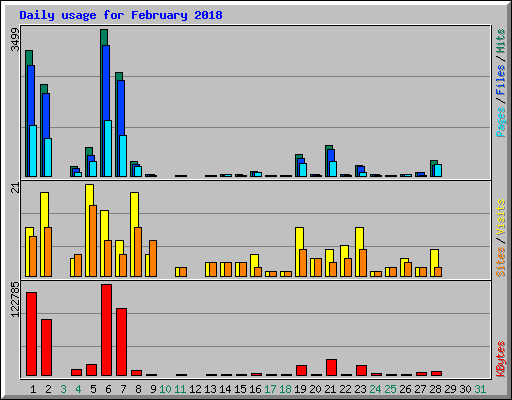 Daily usage for February 2018
3499
Pages / Files / Hits
21
Sites / Visits
122785
KBytes
1 2 3 4 5 6 7 8 9 10 11 12 13 14 15 16 17 18 19 20 21 22 23 24 25 26 27 28 29 30 31